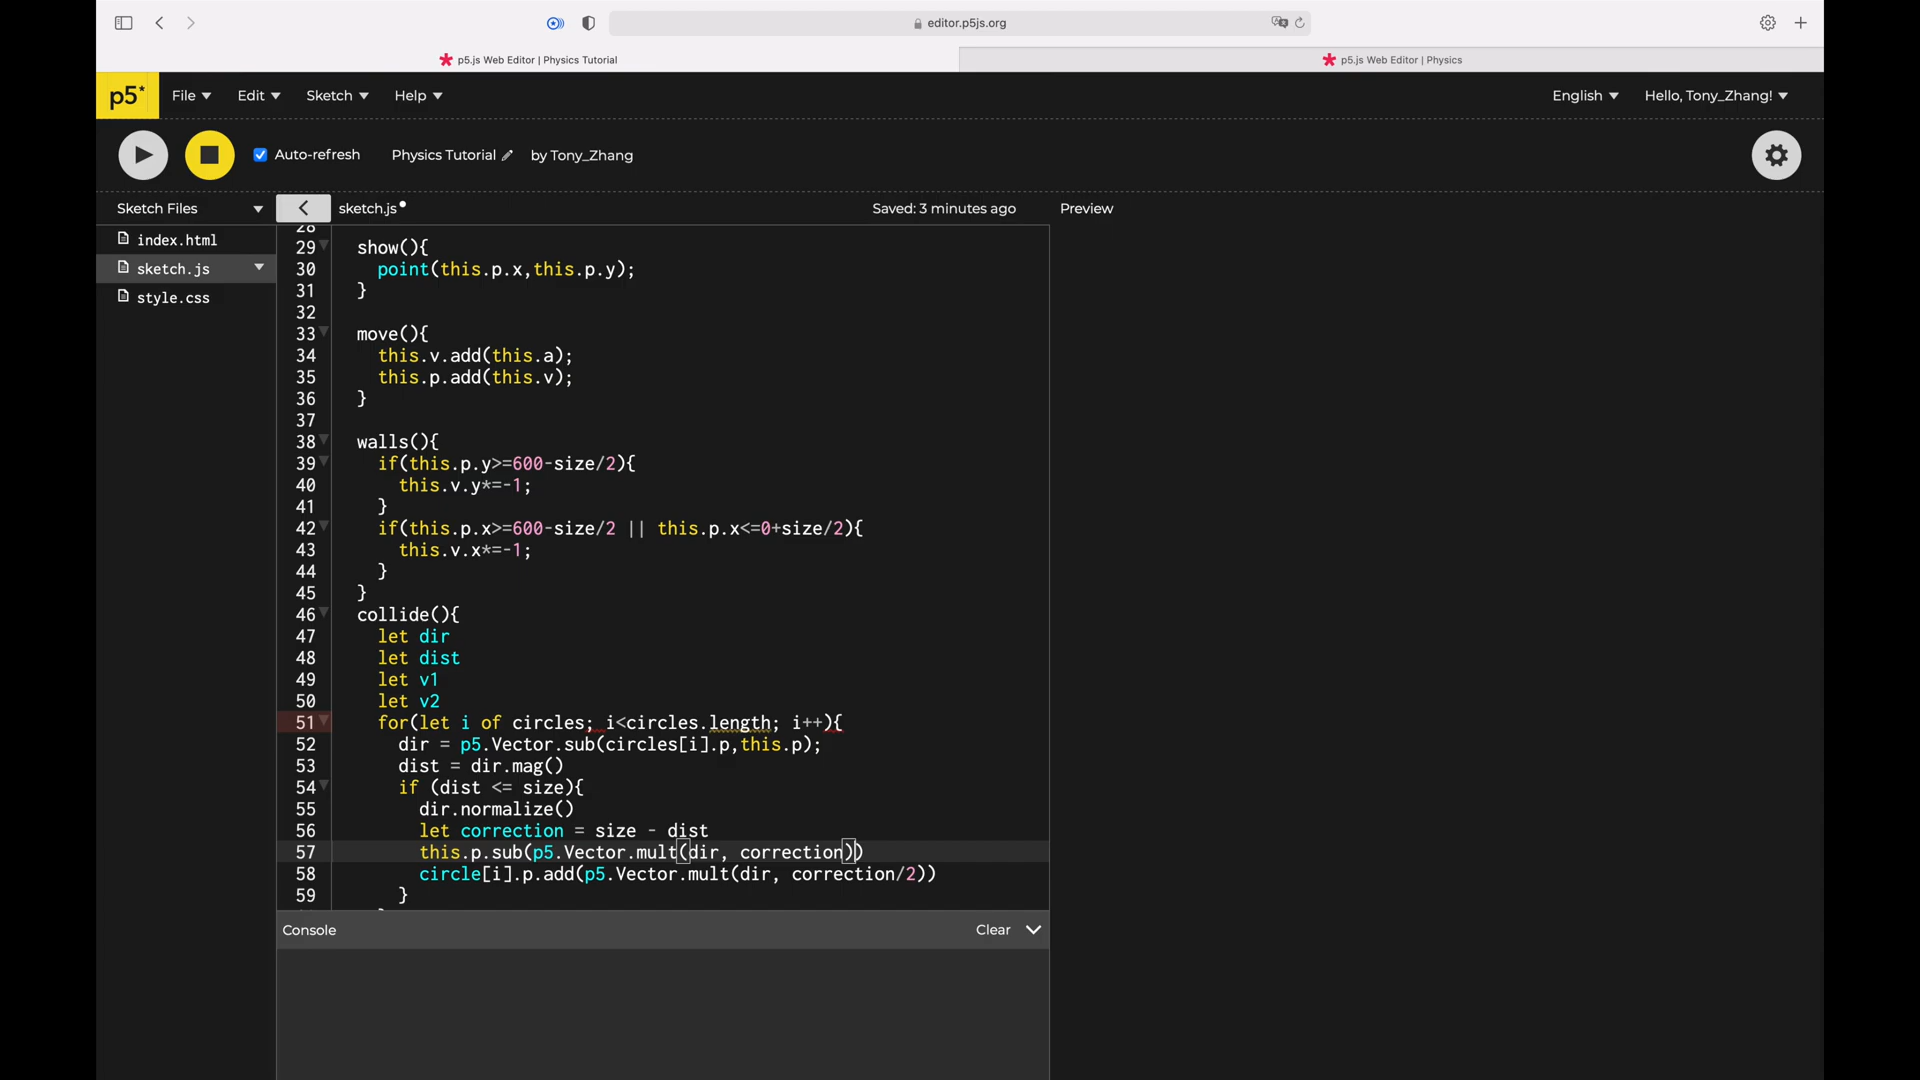 editor.p5js.org
p5.js Web Editor | Physics Tutorial
p5.js Web Editor | Physics
p5* File Edit Sketch Help English Hello, Tony_Zhang!
Auto-refresh Physics Tutorial by Tony_Zhang
Sketch Files sketch.js Saved: 3 minutes ago Preview
index.html
sketch.js
style.css
28
29 show(){
30 point(this.p.x,this.p.y);
31 }
32
33 move(){
34 this.v.add(this.a);
35 this.p.add(this.v);
36 }
37
38 walls(){
39 if(this.p.y>=600-size/2){
40 this.v.y*=-1;
41 }
42 if(this.p.x>=600-size/2 || this.p.x<=0+size/2){
43 this.v.x*=-1;
44 }
45 }
46 collide(){
47 let dir
48 let dist
49 let v1
50 let v2
51 for(let i of circles; i<circles.length; i++){
52 dir = p5.Vector.sub(circles[i].p,this.p);
53 dist = dir.mag()
54 if (dist <= size){
55 dir.normalize()
56 let correction = size - dist
57 this.p.sub(p5.Vector.mult(dir, correction))
58 circle[i].p.add(p5.Vector.mult(dir, correction/2))
59 }
Console Clear